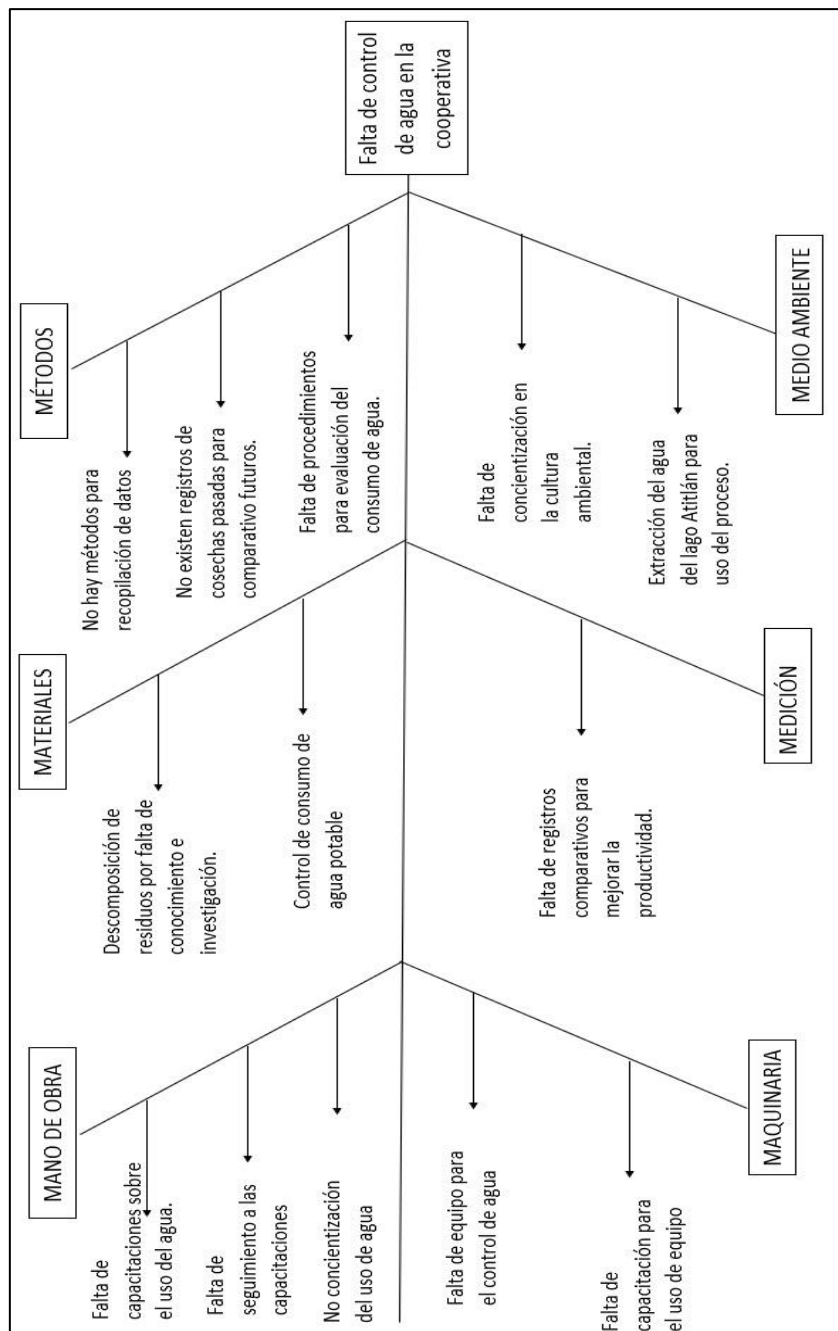 MANO DE OBRA
Falta de
capacitaciones sobre
el uso del agua.
Falta de
seguimiento a las
capacitaciones
No concientización
del uso de agua
MATERIALES
Descomposición de
residuos por falta de
conocimiento e
investigación.
Control de consumo de
agua potable
MÉTODOS
No hay métodos para
recopilación de datos
No existen registros de
cosechas pasadas para
comparativo futuros.
Falta de procedimientos
para evaluación del
consumo de agua.
Falta de control
de agua en la
cooperativa
Falta de equipo para
el control de agua
Falta de
capacitación para
el uso de equipo
MAQUINARIA
Falta de registros
comparativos para
mejorar la
productividad.
MEDICIÓN
Falta de
concientización en
la cultura
ambiental.
Extracción del agua
del lago Atitlán para
uso del proceso.
MEDIO AMBIENTE